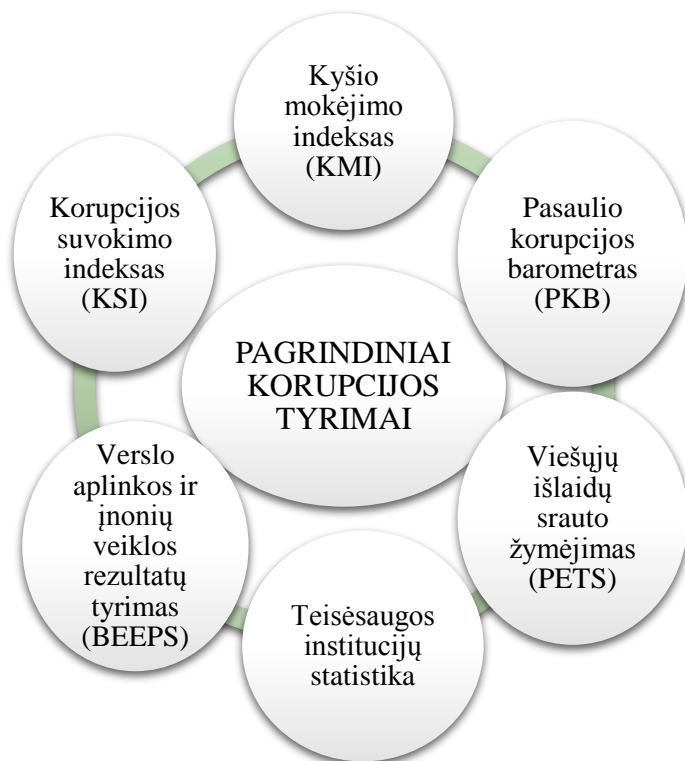 Kyšio
mokėjimo
indeksas
(KMI)
Pasaulio
korupcijos
barometras
(PKB)
Viešųjų
išlaidų
srauto
žymėjimas
(PETS)
Teisėsaugos
institucijų
statistika
Verslo
aplinkos ir
įnonių
veiklos
rezultatų
tyrimas
(BEEPS)
Korupcijos
suvokimo
indeksas
(KSI)
PAGRINDINIAI
KORUPCIJOS
TYRIMAI